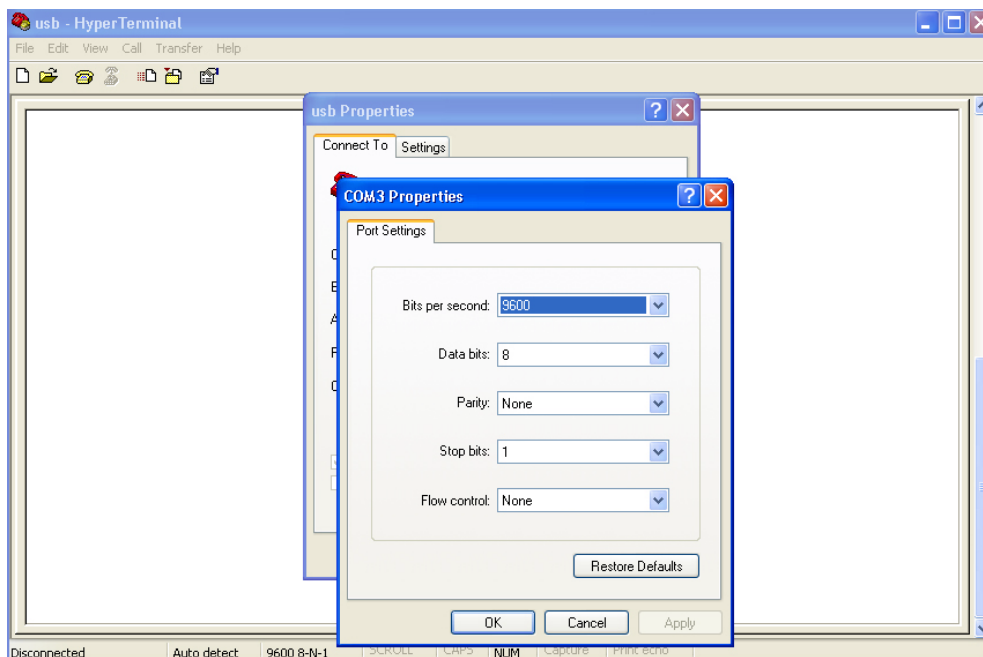 usb - HyperTerminal
File Edit View Call Transfer Help
usb Properties
Connect To Settings
COM3 Properties
Port Settings
Bits per second: 9600
Data bits: 8
Parity: None
Stop bits: 1
Flow control: None
Restore Defaults
OK Cancel Apply
Disconnected Auto detect 9600 8-N-1 SCROLL CAPS NUM Capture Print echo